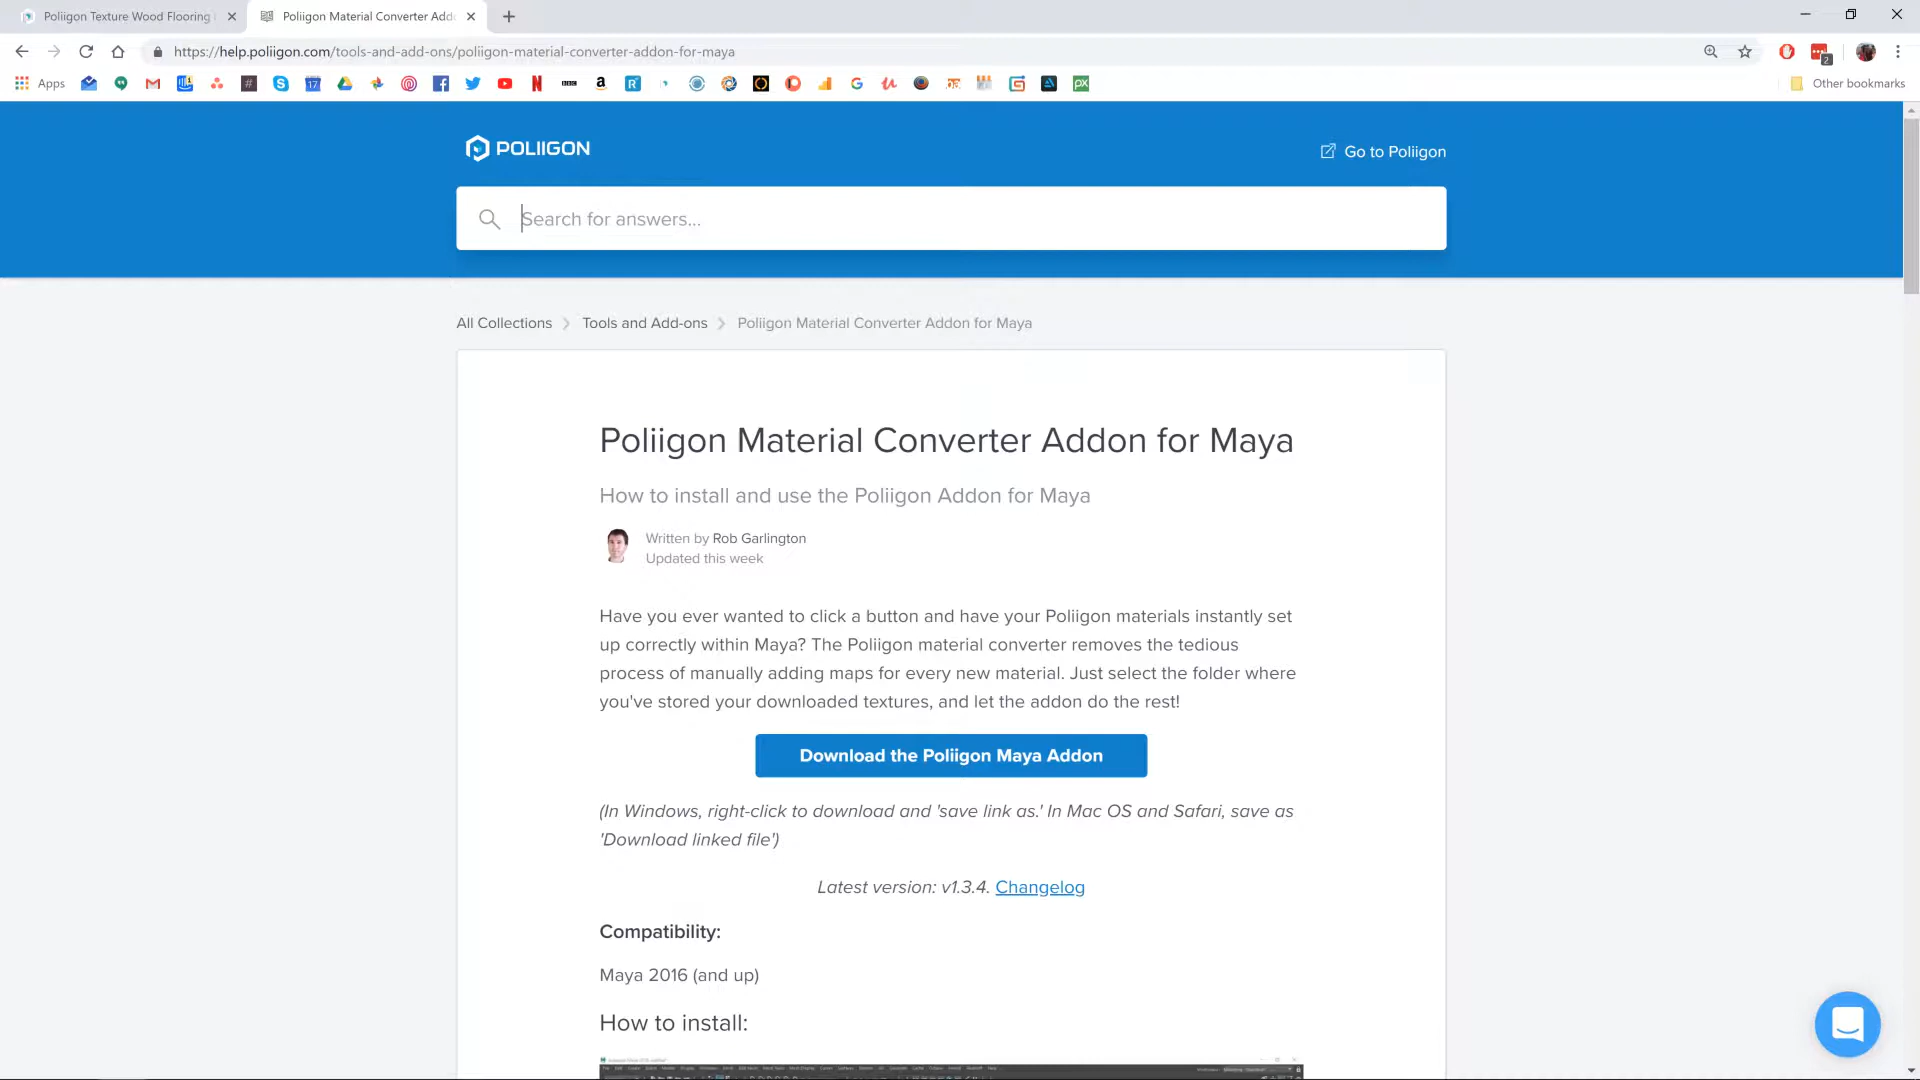 Poliigon Texture Wood Flooring
Poliigon Material Converter Add
https://help.poliigon.com/tools-and-add-ons/poliigon-material-converter-addon-for-maya
2
Apps
Other bookmarks
POLIIGON
Go to Poliigon
Search for answers...
All Collections
Tools and Add-ons
Poliigon Material Converter Addon for Maya
Poliigon Material Converter Addon for Maya
How to install and use the Poliigon Addon for Maya
Written by Rob Garlington
Updated this week
Have you ever wanted to click a button and have your Poliigon materials instantly set
up correctly within Maya? The Poliigon material converter removes the tedious
process of manually adding maps for every new material. Just select the folder where
you've stored your downloaded textures, and let the addon do the rest!
Download the Poliigon Maya Addon
(In Windows, right-click to download and 'save link as.' In Mac OS and Safari, save as
'Download linked file')
Latest version: v1.3.4. Changelog
Compatibility:
Maya 2016 (and up)
How to install: